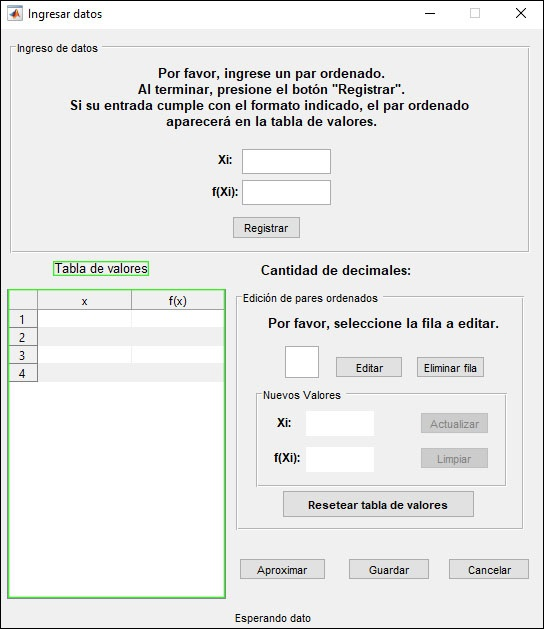 Ingresar datos
Ingreso de datos
Por favor, ingrese un par ordenado.
Al terminar, presione el botón "Registrar".
Si su entrada cumple con el formato indicado, el par ordenado
aparecerá en la tabla de valores.
Xi:
f(Xi):
Registrar
Tabla de valores
Cantidad de decimales:
x f(x)
1
2
3
4
Edición de pares ordenados
Por favor, seleccione la fila a editar.
Editar Eliminar fila
Nuevos Valores
Xi: Actualizar
f(Xi): Limpiar
Resetear tabla de valores
Aproximar Guardar Cancelar
Esperando dato